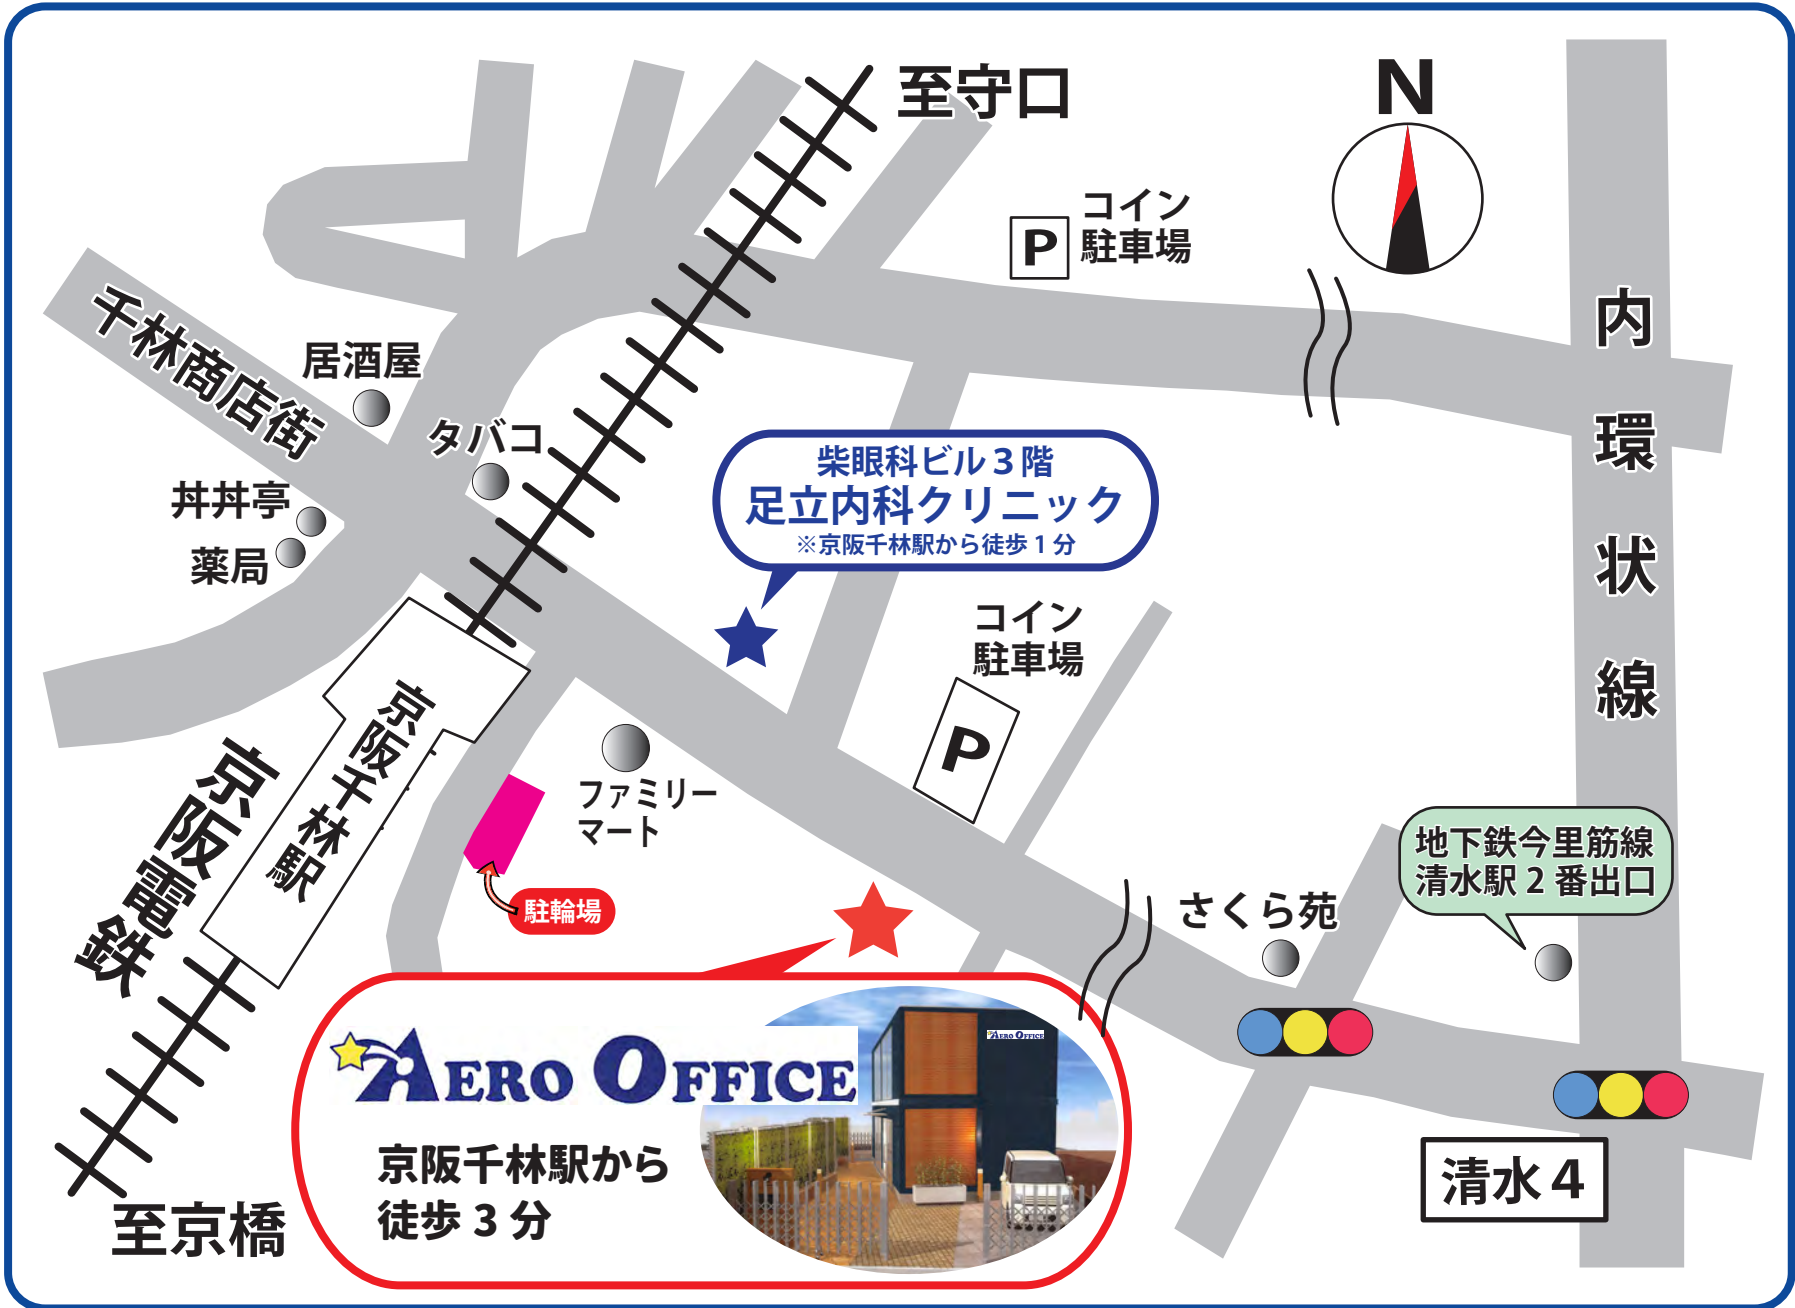 至守口
N
コイン
P 駐車場
内環状線
千林商店街
居酒屋
タバコ
丼丼亭
薬局
柴眼科ビル3階
足立内科クリニック
※京阪千林駅から徒歩1分
コイン
駐車場
P
京阪千林駅
京阪電鉄
ファミリー
マート
駐輪場
地下鉄今里筋線
清水駅2番出口
さくら苑
AERO OFFICE
AERO OFFICE
京阪千林駅から
徒歩3分
清水4
至京橋